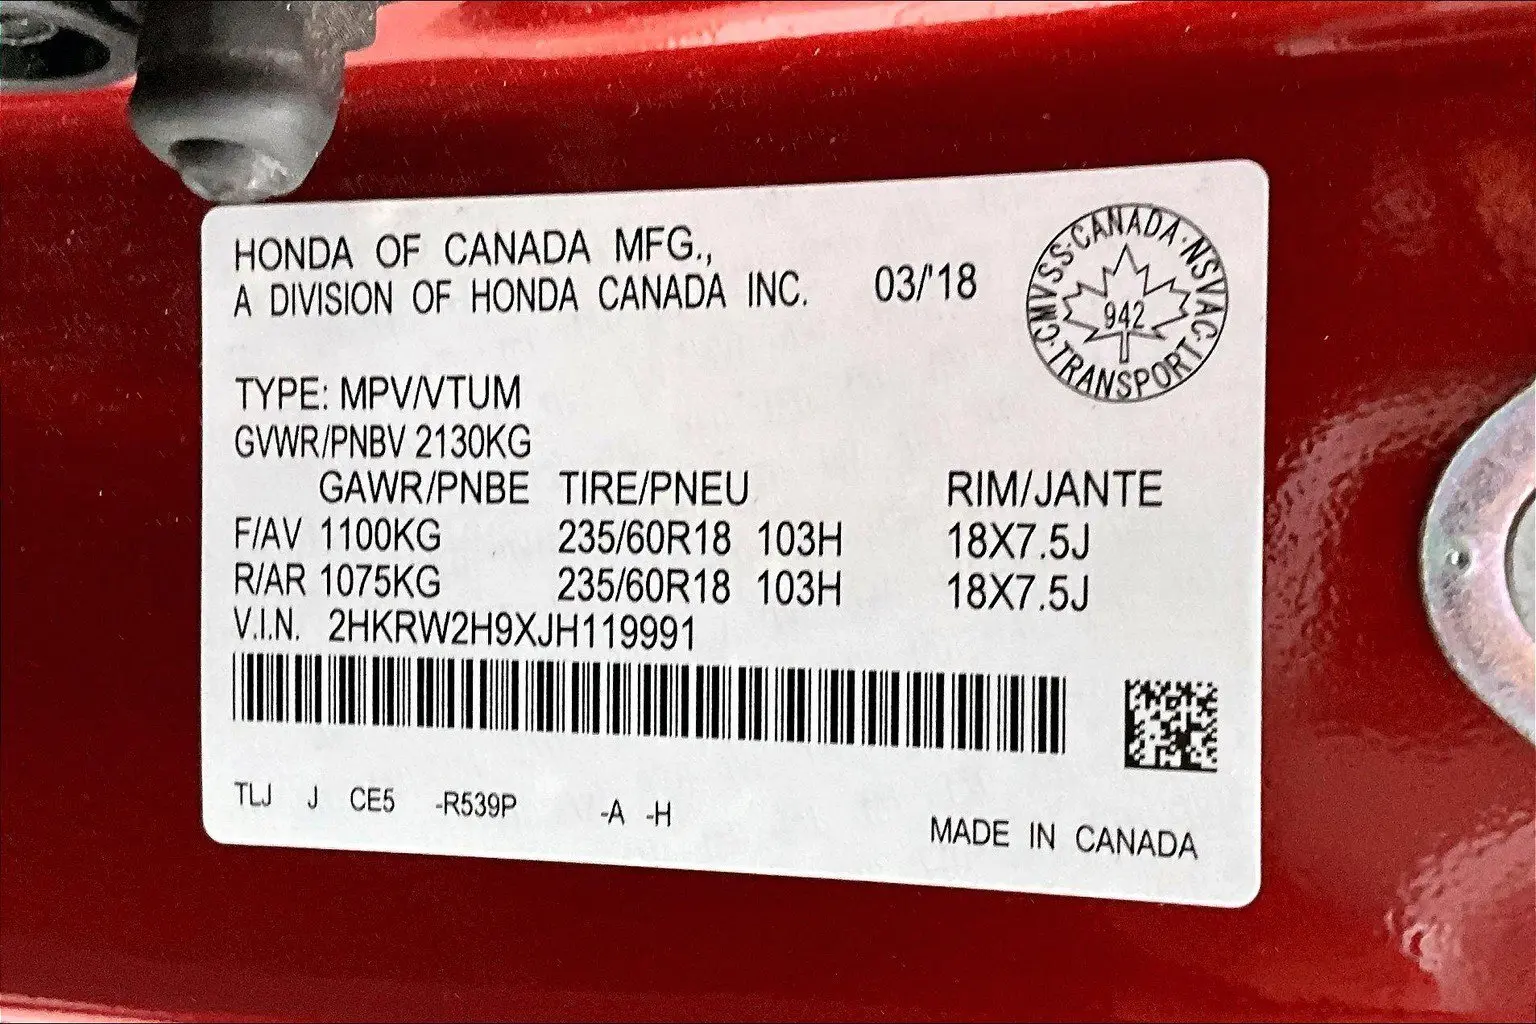 HONDA OF CANADA MFG.,
A DIVISION OF HONDA CANADA INC. 03/'18
CMVSS·CANADA·NSVAC·TRANSPORT·
942
TYPE: MPV/VTUM
GVWR/PNBV 2130KG
GAWR/PNBE TIRE/PNEU RIM/JANTE
F/AV 1100KG 235/60R18 103H 18X7.5J
R/AR 1075KG 235/60R18 103H 18X7.5J
V.I.N. 2HKRW2H9XJH119991
TLJ J CE5 -R539P -A -H
MADE IN CANADA